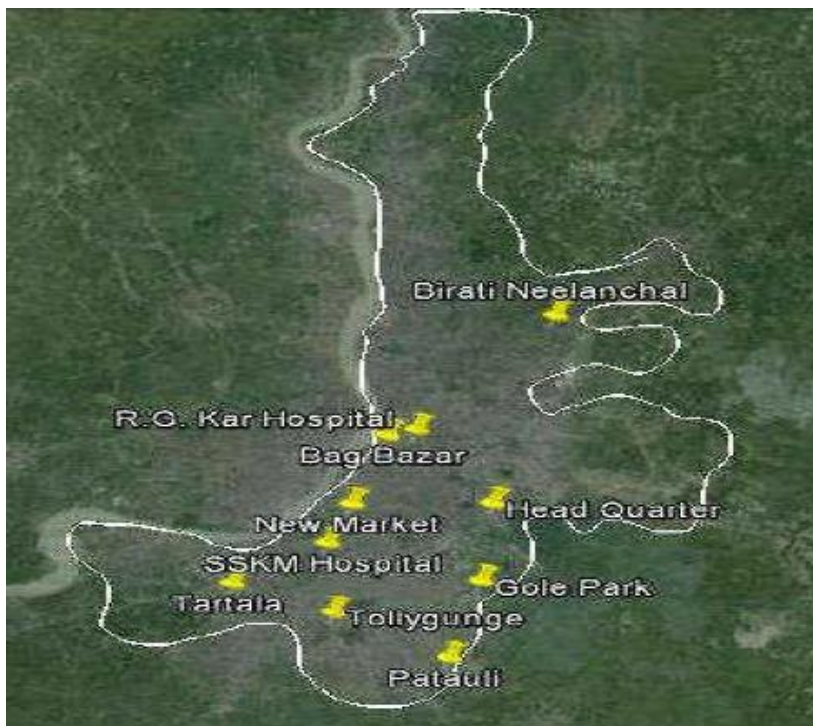 Birati Neelanchal
R.G. Kar Hospital
Bag Bazar
Head Quarter
New Market
SSKM Hospital
Gole Park
Tartala
Tollygunge
Patauli